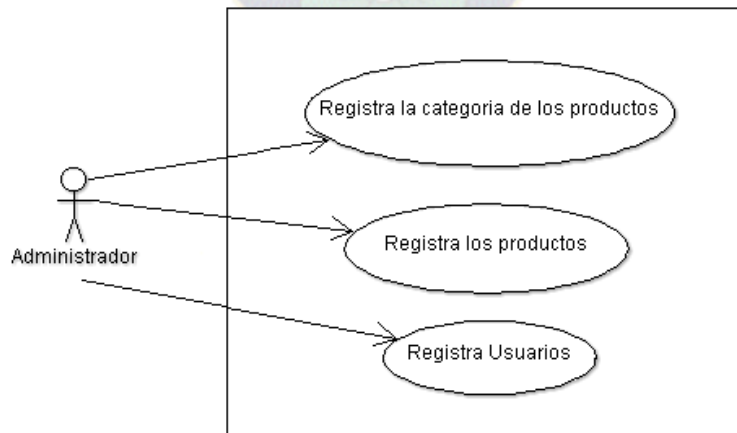 Registra la categoria de los productos
Registra los productos
Administrador
Registra Usuarios